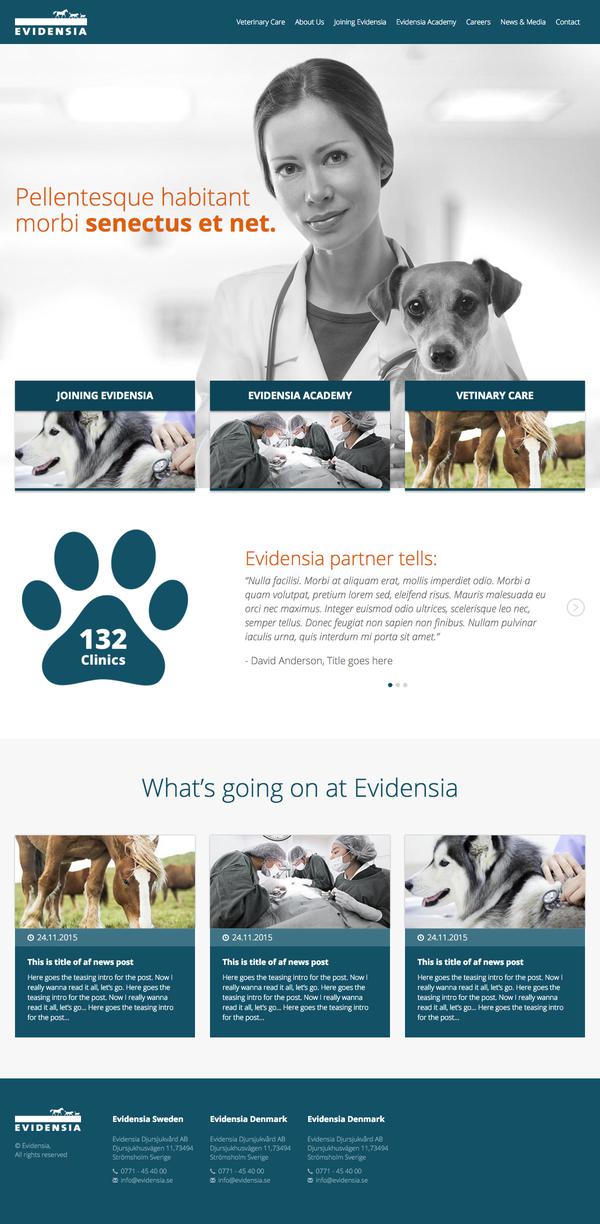 EVIDENSIA
Veterinary Care About Us Joining Evidensia Evidensia Academy Careers News & Media Contact
Pellentesque habitant
morbi senectus et net.
JOINING EVIDENSIA
EVIDENSIA ACADEMY
VETINARY CARE
132
Clinics
Evidensia partner tells:
“Nulla facilisi. Morbi at aliquam erat, mollis imperdiet odio. Morbi a
quam volutpat, pretium lorem sed, eleifend risus. Mauris malesuada eu
orci nec maximus. Integer euismod odio ultrices, scelerisque leo nec,
semper tellus. Donec feugiat non sapien non finibus. Nullam pulvinar
iaculis urna, quis interdum mi porta sit amet.”
- David Anderson, Title goes here
What’s going on at Evidensia
24.11.2015
This is title of af news post
Here goes the teasing intro for the post. Now I
really wanna read it all, let’s go. Here goes the
teasing intro for the post. Now I really wanna
read it all, let’s go... Here goes the teasing intro
for the post...
24.11.2015
This is title of af news post
Here goes the teasing intro for the post. Now I
really wanna read it all, let’s go. Here goes the
teasing intro for the post. Now I really wanna
read it all, let’s go... Here goes the teasing intro
for the post...
24.11.2015
This is title of af news post
Here goes the teasing intro for the post. Now I
really wanna read it all, let’s go. Here goes the
teasing intro for the post. Now I really wanna
read it all, let’s go... Here goes the teasing intro
for the post...
EVIDENSIA
© Evidensia,
All rights reserved
Evidensia Sweden
Evidensia Djursjukvård AB
Djursjukhusvägen 11,73494
Strömsholm Sverige
0771 - 45 40 00
info@evidensia.se
Evidensia Denmark
Evidensia Djursjukvård AB
Djursjukhusvägen 11,73494
Strömsholm Sverige
0771 - 45 40 00
info@evidensia.se
Evidensia Denmark
Evidensia Djursjukvård AB
Djursjukhusvägen 11,73494
Strömsholm Sverige
0771 - 45 40 00
info@evidensia.se